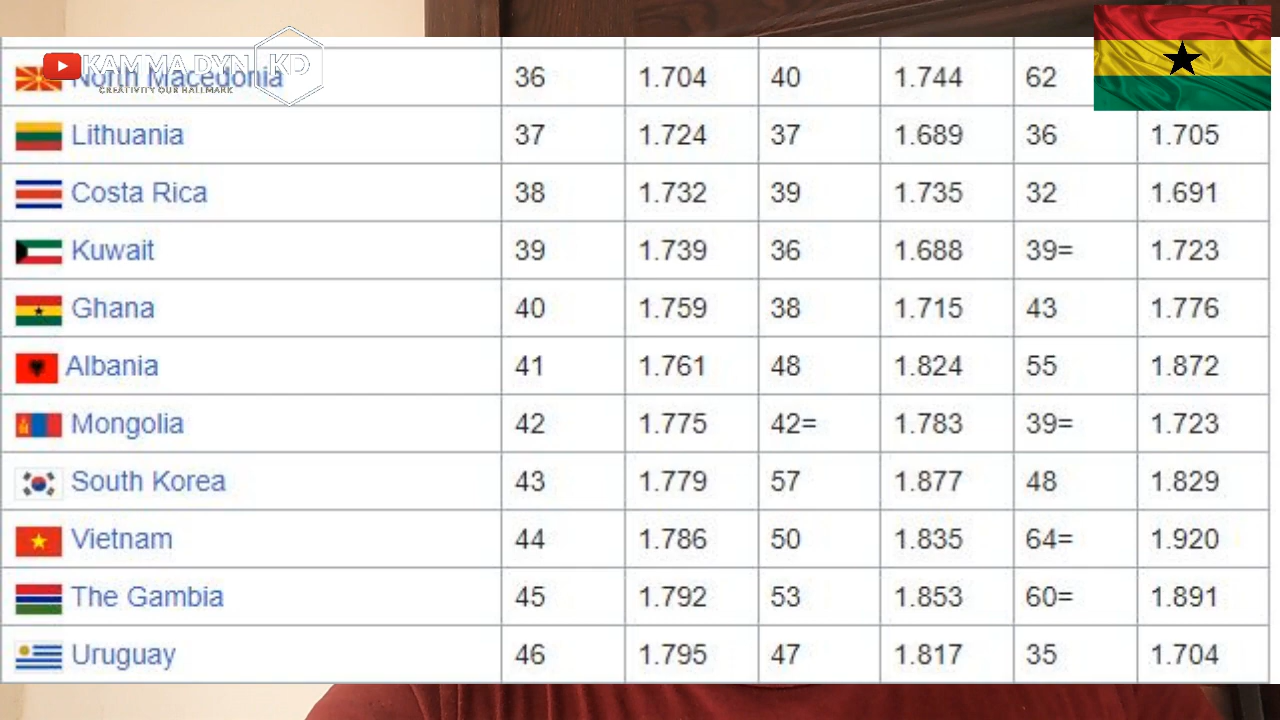 KAMMA DYN KD
CREATIVITY OUR HALLMARK
North Macedonia 36 1.704 40 1.744 62
Lithuania 37 1.724 37 1.689 36 1.705
Costa Rica 38 1.732 39 1.735 32 1.691
Kuwait 39 1.739 36 1.688 39= 1.723
Ghana 40 1.759 38 1.715 43 1.776
Albania 41 1.761 48 1.824 55 1.872
Mongolia 42 1.775 42= 1.783 39= 1.723
South Korea 43 1.779 57 1.877 48 1.829
Vietnam 44 1.786 50 1.835 64= 1.920
The Gambia 45 1.792 53 1.853 60= 1.891
Uruguay 46 1.795 47 1.817 35 1.704